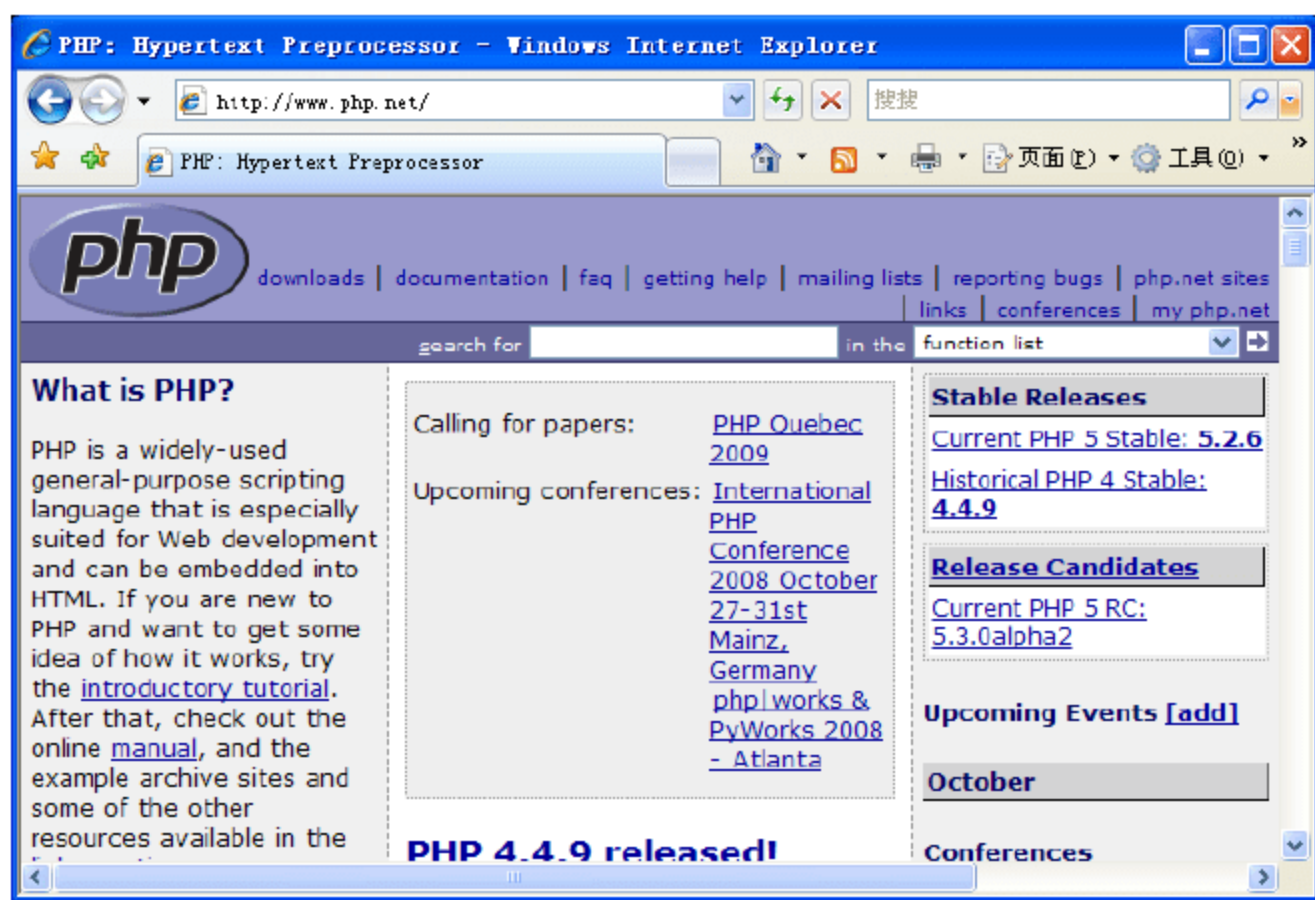 PHP: Hypertext Preprocessor - Windows Internet Explorer
http://www.php.net/
搜搜
PHP: Hypertext Preprocessor
页面(P)
工具(O)
»
php
downloads | documentation | faq | getting help | mailing lists | reporting bugs | php.net sites
| links | conferences | my php.net
search for
in the
function list
What is PHP?
PHP is a widely-used
general-purpose scripting
language that is especially
suited for Web development
and can be embedded into
HTML. If you are new to
PHP and want to get some
idea of how it works, try
the introductory tutorial.
After that, check out the
online manual, and the
example archive sites and
some of the other
resources available in the
Calling for papers:
PHP Quebec
2009
Upcoming conferences:
International
PHP
Conference
2008 October
27-31st
Mainz,
Germany
php|works &
PyWorks 2008
- Atlanta
PHP 4.4.9 released!
Stable Releases
Current PHP 5 Stable: 5.2.6
Historical PHP 4 Stable:
4.4.9
Release Candidates
Current PHP 5 RC:
5.3.0alpha2
Upcoming Events [add]
October
Conferences